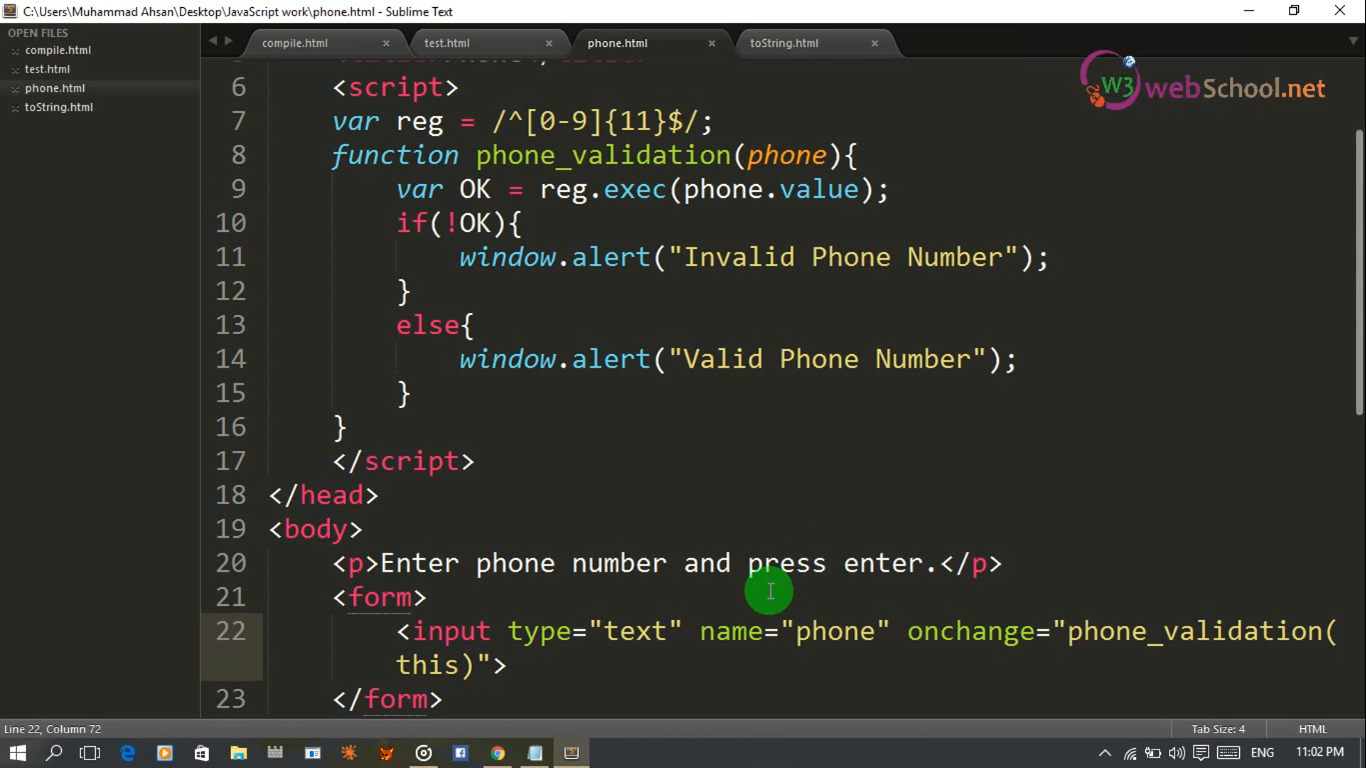 C:\Users\Muhammad Ahsan\Desktop\JavaScript work\phone.html - Sublime Text
OPEN FILES
compile.html
test.html
phone.html
toString.html
compile.html test.html phone.html toString.html
W3 webSchool.net
6 <script>
7 var reg = /^[0-9]{11}$/;
8 function phone_validation(phone){
9 var OK = reg.exec(phone.value);
10 if(!OK){
11 window.alert("Invalid Phone Number");
12 }
13 else{
14 window.alert("Valid Phone Number");
15 }
16 }
17 </script>
18 </head>
19 <body>
20 <p>Enter phone number and press enter.</p>
21 <form>
22 <input type="text" name="phone" onchange="phone_validation(
this)">
23 </form>
Line 22, Column 72 Tab Size: 4 HTML
ENG 11:02 PM